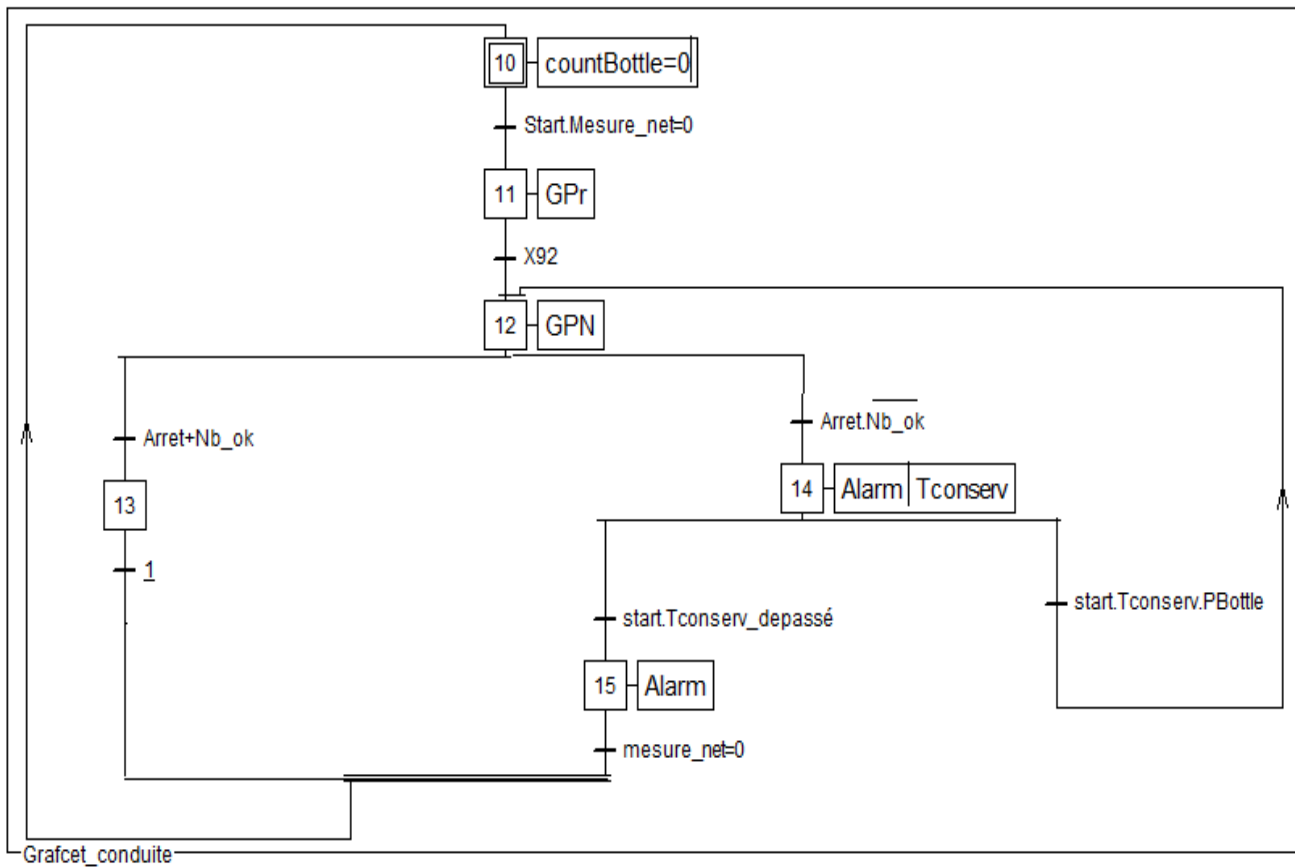 10 countBottle=0
Start.Mesure_net=0
11 GPr
X92
12 GPN
Arret+Nb_ok
Arret.N̅b̅_̅o̅k̅
13
14 Alarm Tconserv
1
start.Tconserv_depassé
start.Tconserv.PBottle
15 Alarm
mesure_net=0
Grafcet_conduite